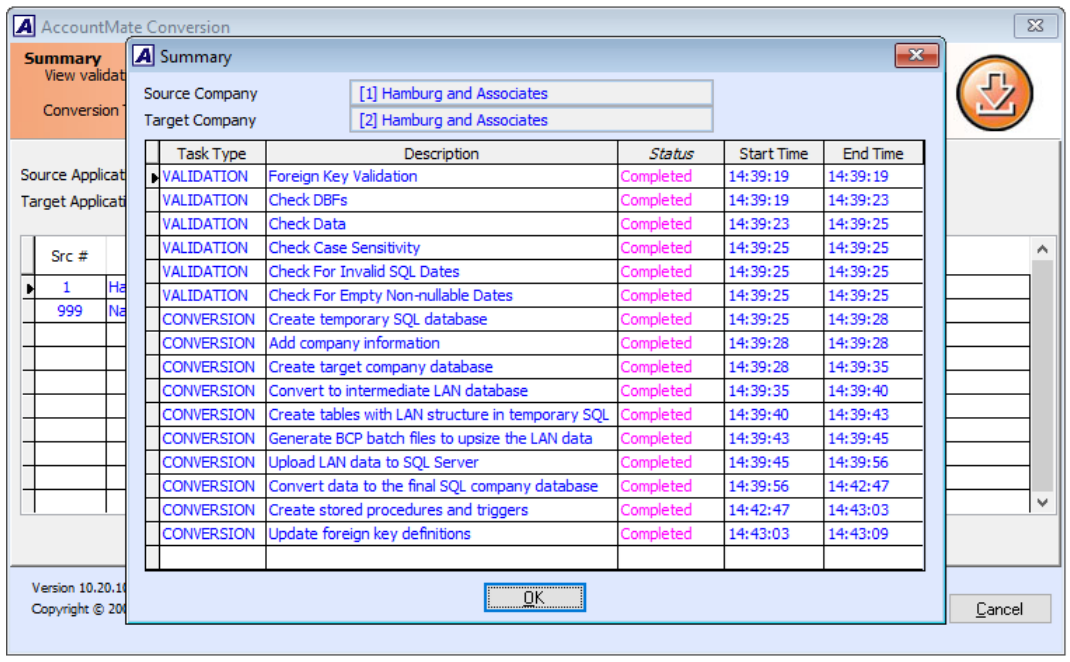 AccountMate Conversion
Summary
View validat
Conversion
Source Applicat
Target Applicati
Src #
1 Ha
999 Na
Version 10.20.10
Copyright © 200
Cancel
Summary
Source Company [1] Hamburg and Associates
Target Company [2] Hamburg and Associates
Task Type Description Status Start Time End Time
VALIDATION Foreign Key Validation Completed 14:39:19 14:39:19
VALIDATION Check DBFs Completed 14:39:19 14:39:23
VALIDATION Check Data Completed 14:39:23 14:39:25
VALIDATION Check Case Sensitivity Completed 14:39:25 14:39:25
VALIDATION Check For Invalid SQL Dates Completed 14:39:25 14:39:25
VALIDATION Check For Empty Non-nullable Dates Completed 14:39:25 14:39:25
CONVERSION Create temporary SQL database Completed 14:39:25 14:39:28
CONVERSION Add company information Completed 14:39:28 14:39:28
CONVERSION Create target company database Completed 14:39:28 14:39:35
CONVERSION Convert to intermediate LAN database Completed 14:39:35 14:39:40
CONVERSION Create tables with LAN structure in temporary SQL Completed 14:39:40 14:39:43
CONVERSION Generate BCP batch files to upsize the LAN data Completed 14:39:43 14:39:45
CONVERSION Upload LAN data to SQL Server Completed 14:39:45 14:39:56
CONVERSION Convert data to the final SQL company database Completed 14:39:56 14:42:47
CONVERSION Create stored procedures and triggers Completed 14:42:47 14:43:03
CONVERSION Update foreign key definitions Completed 14:43:03 14:43:09
OK